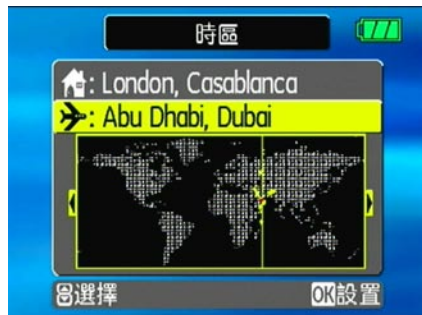 時區
: London, Casablanca
: Abu Dhabi, Dubai
選擇
OK設置